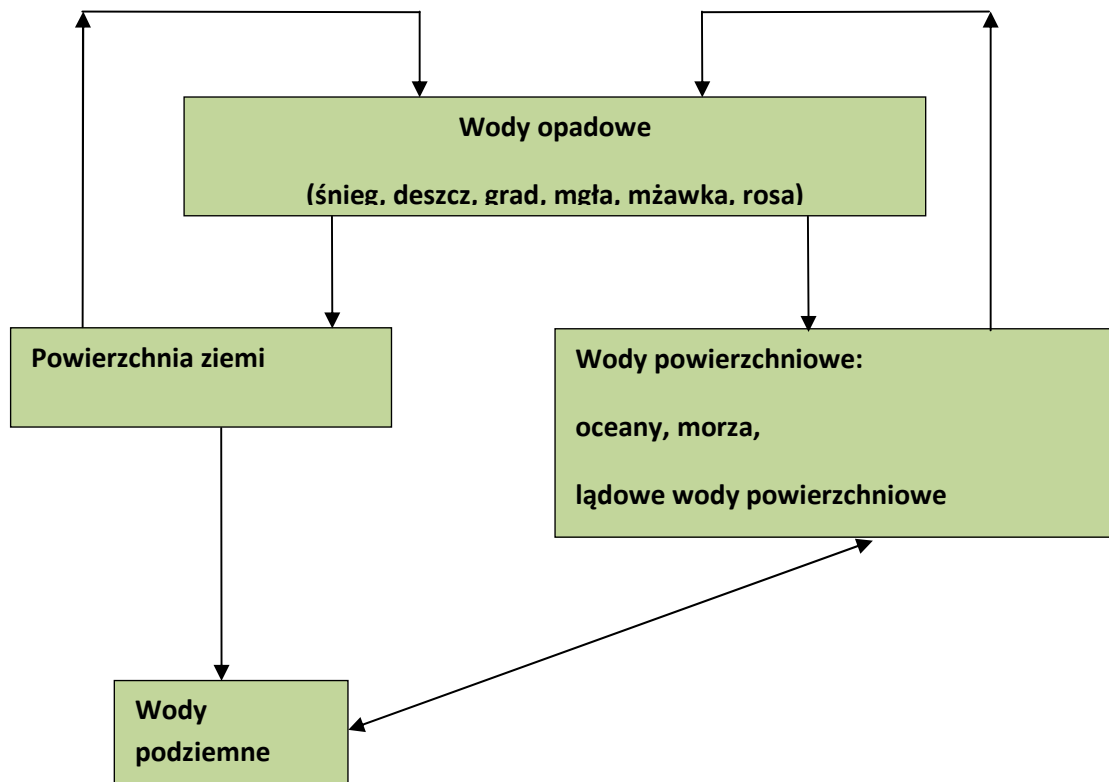 Wody opadowe
(śnieg, deszcz, grad, mgła, mżawka, rosa)
Powierzchnia ziemi
Wody powierzchniowe:
oceany, morza,
lądowe wody powierzchniowe
Wody
podziemne